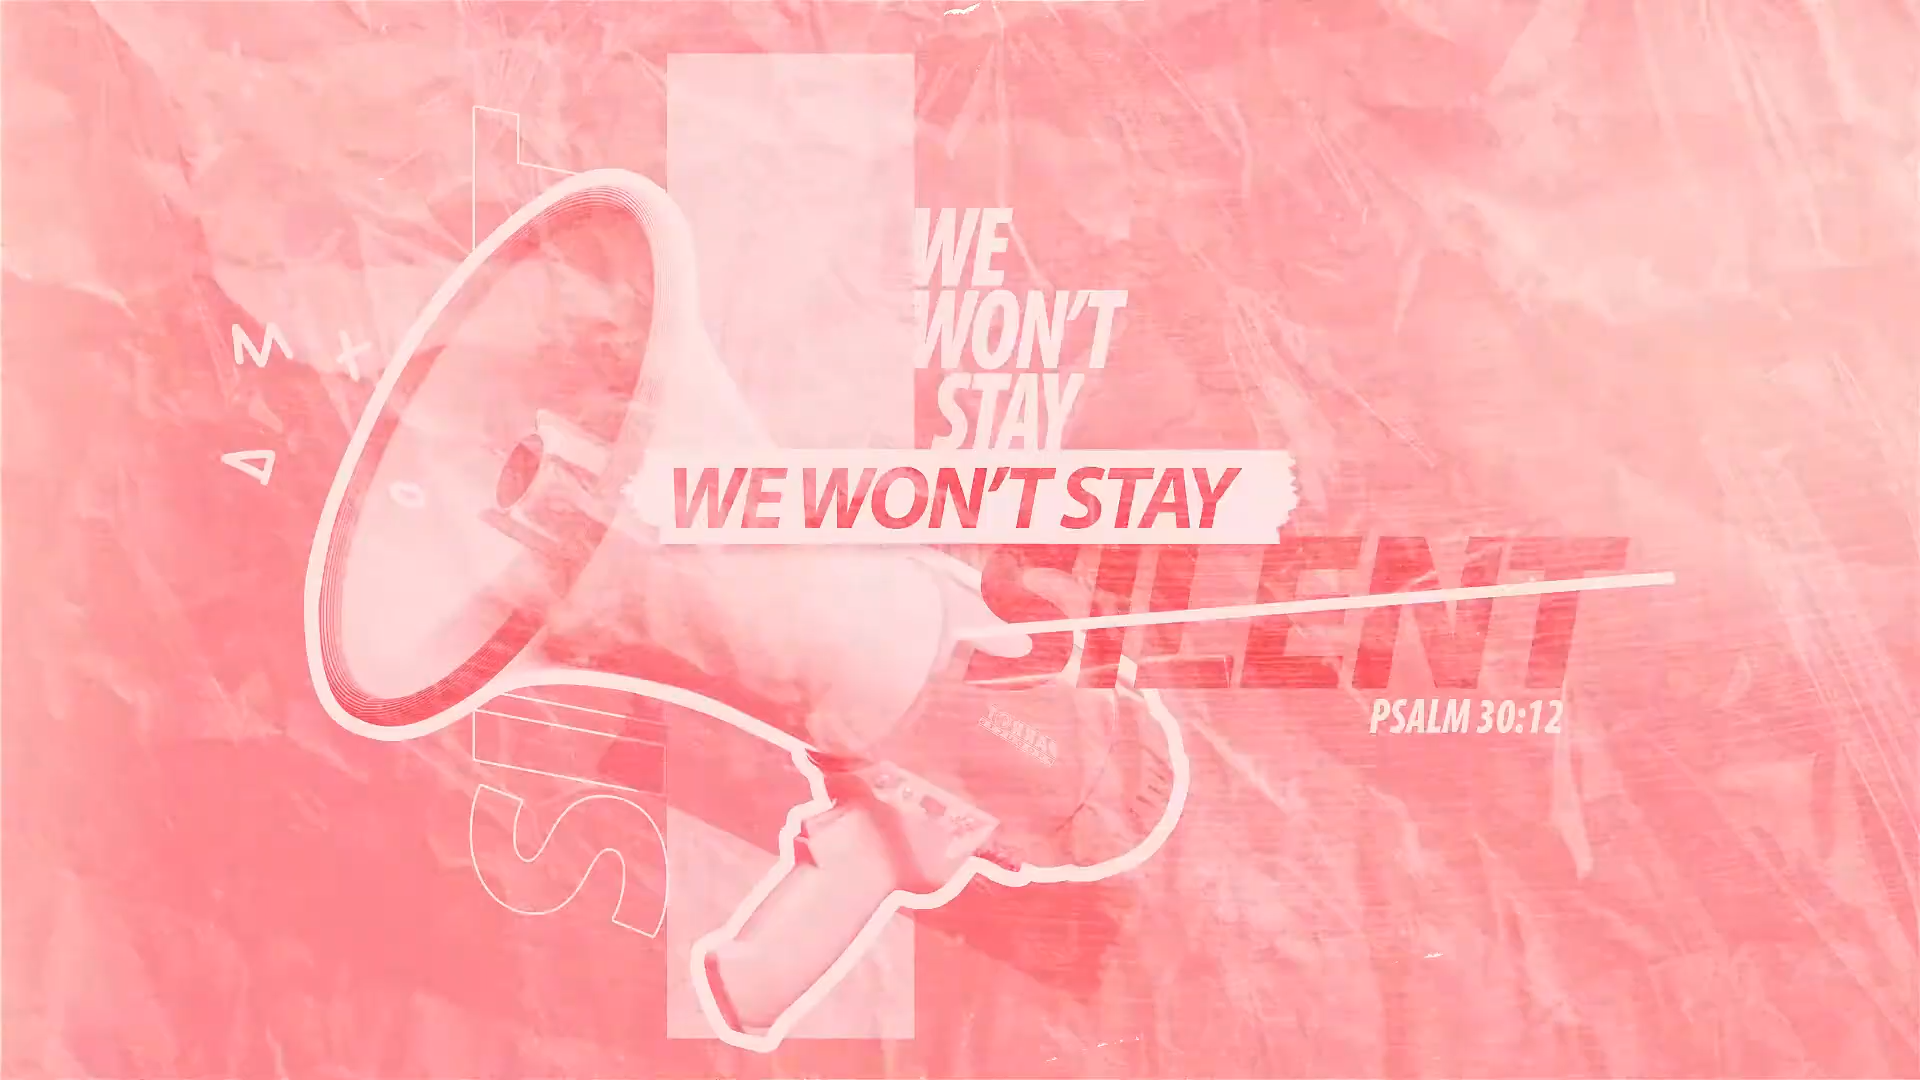 WE
WON'T
STAY
WE WON'T STAY
SILENT
PSALM 30:12